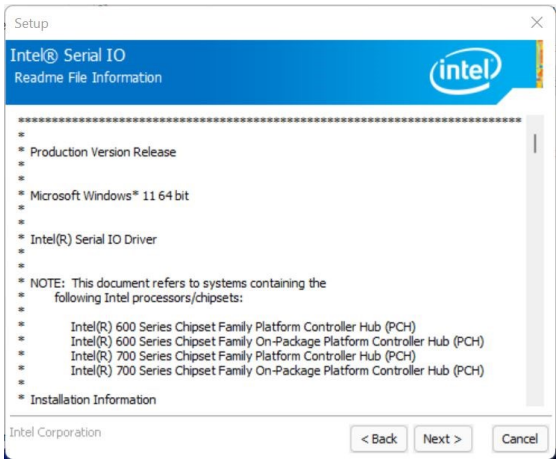 Setup
Intel® Serial IO
Readme File Information
intel
*******************************************************************************
*
* Production Version Release
*
*
* Microsoft Windows* 11 64 bit
*
*
* Intel(R) Serial IO Driver
*
*
* NOTE: This document refers to systems containing the
* following Intel processors/chipsets:
*
* Intel(R) 600 Series Chipset Family Platform Controller Hub (PCH)
* Intel(R) 600 Series Chipset Family On-Package Platform Controller Hub (PCH)
* Intel(R) 700 Series Chipset Family Platform Controller Hub (PCH)
* Intel(R) 700 Series Chipset Family On-Package Platform Controller Hub (PCH)
*
* Installation Information
Intel Corporation
< Back
Next >
Cancel